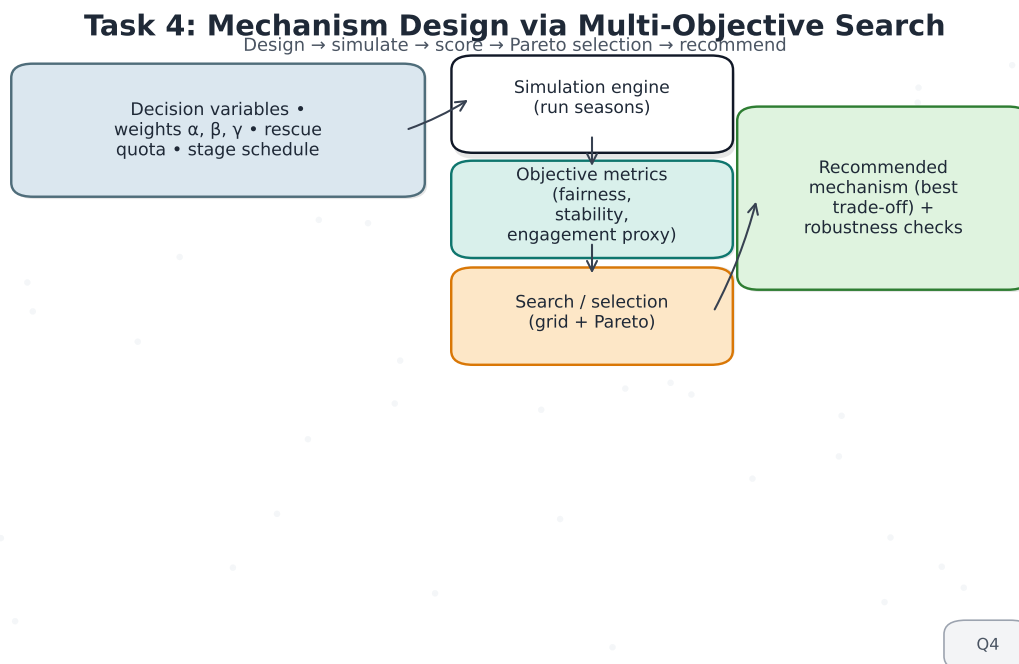 Task 4: Mechanism Design via Multi-Objective Search
Design → simulate → score → Pareto selection → recommend
Decision variables •
weights α, β, γ • rescue
quota • stage schedule
Simulation engine
(run seasons)
Objective metrics
(fairness,
stability,
engagement proxy)
Search / selection
(grid + Pareto)
Recommended
mechanism (best
trade-off) +
robustness checks
Q4